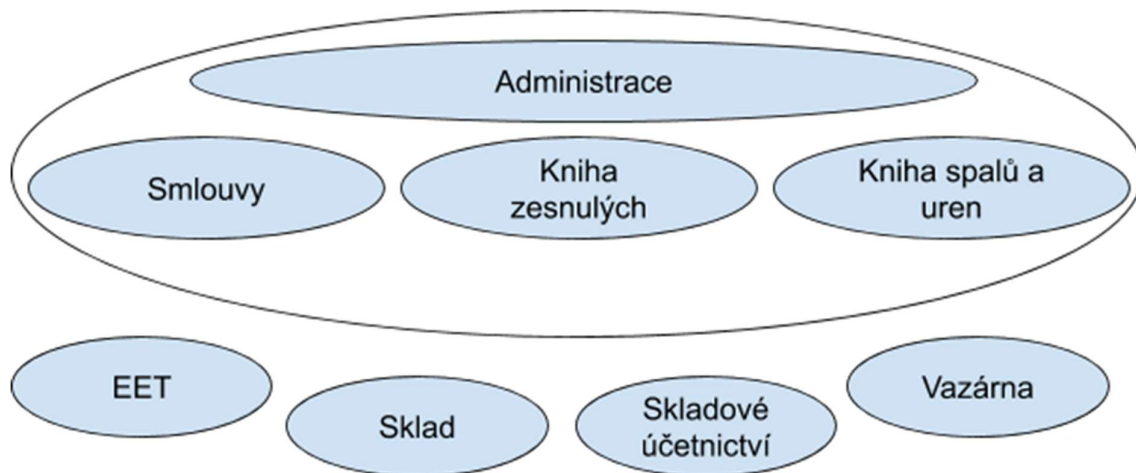 Administrace
Smlouvy
Kniha
zesnulých
Kniha spalů a
uren
EET
Sklad
Skladové
účetnictví
Vazárna